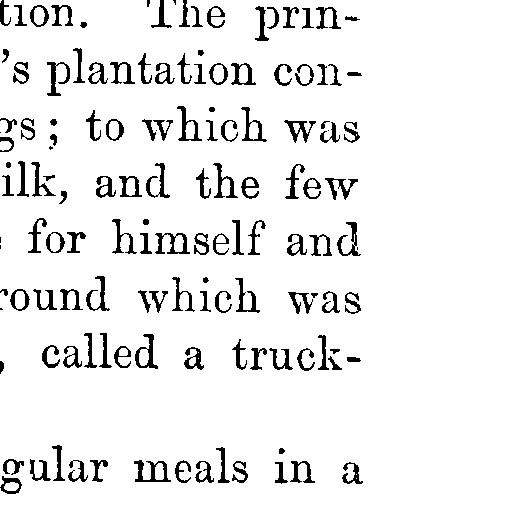 tion. The prin-
's plantation con-
gs; to which was
ilk, and the few
for himself and
round which was
, called a truck-
gular meals in a